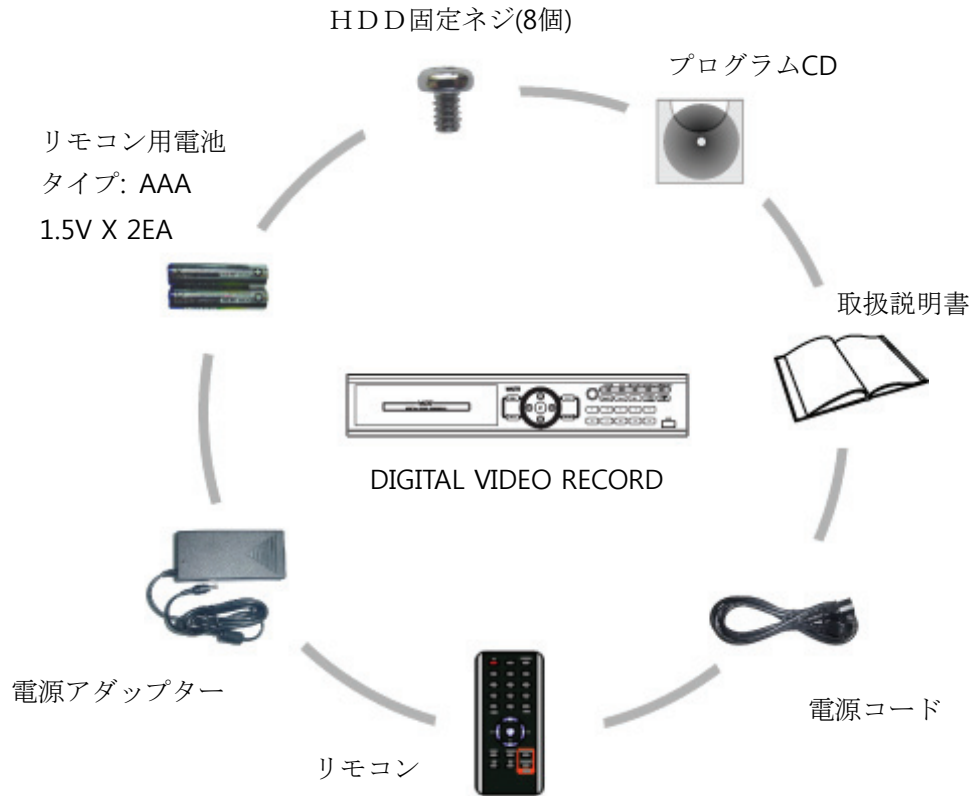 ＨＤＤ固定ネジ(8個)
プログラムCD
リモコン用電池
タイプ: AAA
1.5V X 2EA
取扱説明書
DIGITAL VIDEO RECORD
電源アダップター
電源コード
リモコン